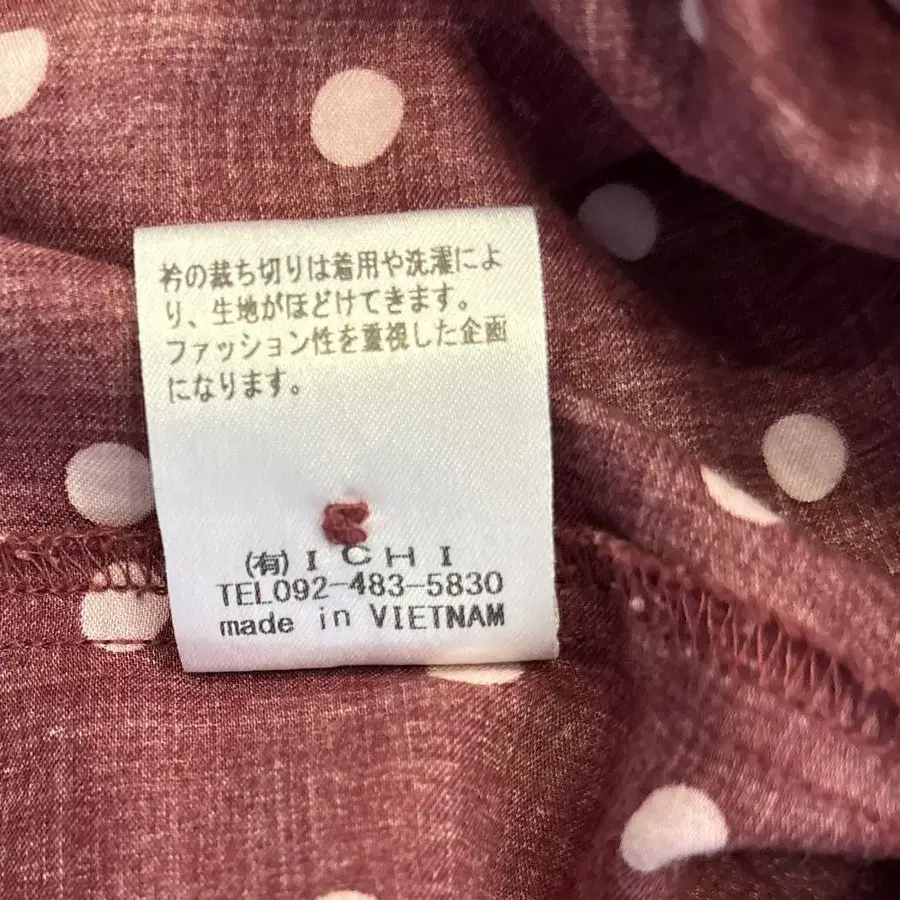 衿の裁ち切りは着用や洗濯によ
り、生地がほどけてきます。
ファッション性を重視した企画
になります。
(有) I C H I
TEL092-483-5830
made in VIETNAM